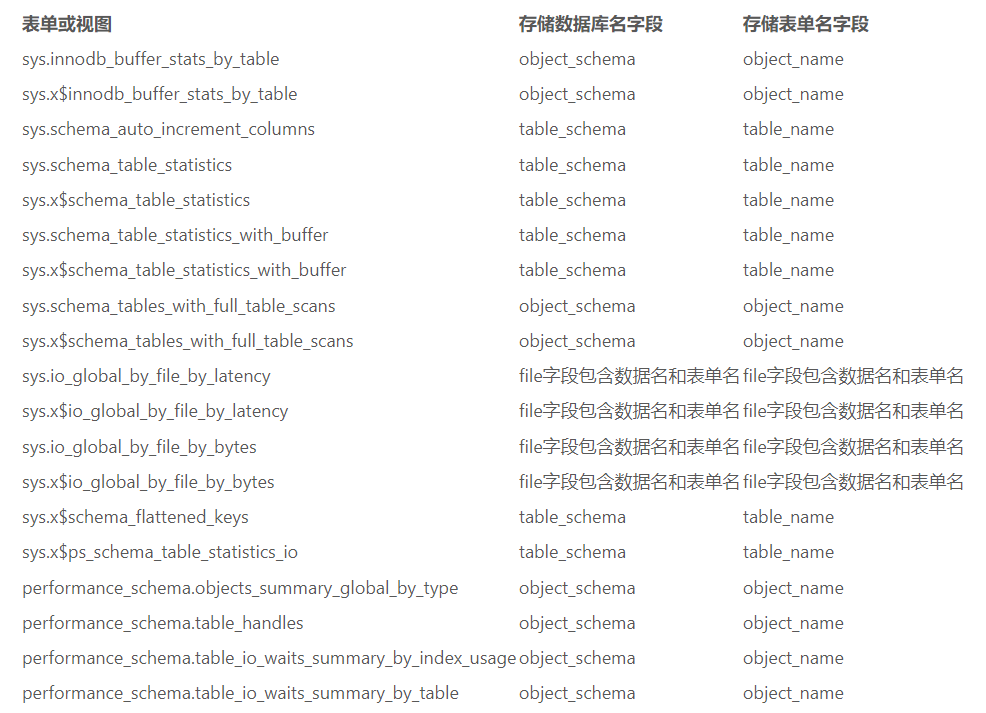 表单或视图 存储数据库名字段 存储表单名字段
sys.innodb_buffer_stats_by_table object_schema object_name
sys.x$innodb_buffer_stats_by_table object_schema object_name
sys.schema_auto_increment_columns table_schema table_name
sys.schema_table_statistics table_schema table_name
sys.x$schema_table_statistics table_schema table_name
sys.schema_table_statistics_with_buffer table_schema table_name
sys.x$schema_table_statistics_with_buffer table_schema table_name
sys.schema_tables_with_full_table_scans object_schema object_name
sys.x$schema_tables_with_full_table_scans object_schema object_name
sys.io_global_by_file_by_latency file字段包含数据名和表单名 file字段包含数据名和表单名
sys.x$io_global_by_file_by_latency file字段包含数据名和表单名 file字段包含数据名和表单名
sys.io_global_by_file_by_bytes file字段包含数据名和表单名 file字段包含数据名和表单名
sys.x$io_global_by_file_by_bytes file字段包含数据名和表单名 file字段包含数据名和表单名
sys.x$schema_flattened_keys table_schema table_name
sys.x$ps_schema_table_statistics_io table_schema table_name
performance_schema.objects_summary_global_by_type object_schema object_name
performance_schema.table_handles object_schema object_name
performance_schema.table_io_waits_summary_by_index_usage object_schema object_name
performance_schema.table_io_waits_summary_by_table object_schema object_name